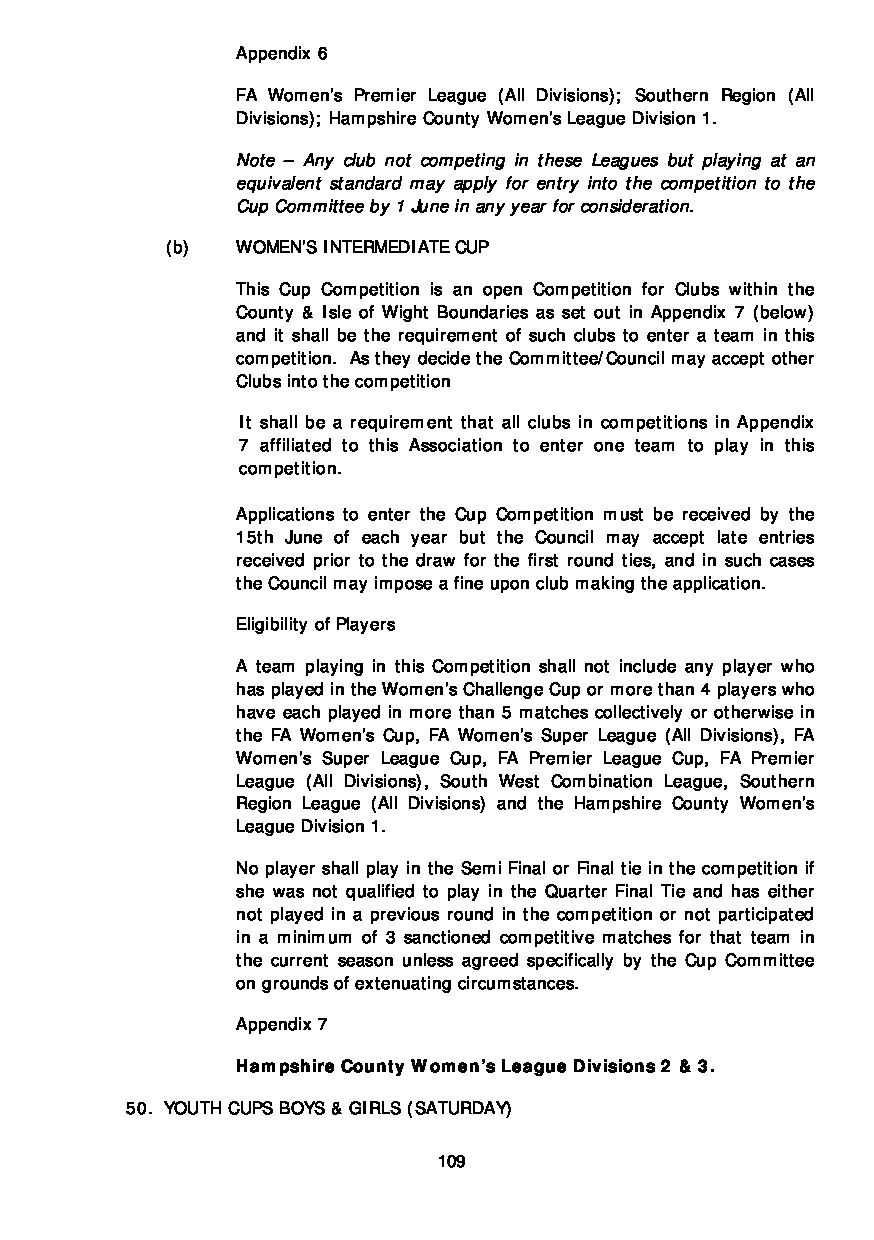 Appendix 6
FA Women's Premier League (All Divisions); Southern Region (All
Divisions); Hampshire County Women's League Division 1.
Note – Any club not competing in these Leagues but playing at an
equivalent standard may apply for entry into the competition to the
Cup Committee by 1 June in any year for consideration.
(b) WOMEN'S INTERMEDIATE CUP
This Cup Competition is an open Competition for Clubs within the
County & Isle of Wight Boundaries as set out in Appendix 7 (below)
and it shall be the requirement of such clubs to enter a team in this
competition. As they decide the Committee/Council may accept other
Clubs into the competition
It shall be a requirement that all clubs in competitions in Appendix
7 affiliated to this Association to enter one team to play in this
competition.
Applications to enter the Cup Competition must be received by the
15th June of each year but the Council may accept late entries
received prior to the draw for the first round ties, and in such cases
the Council may impose a fine upon club making the application.
Eligibility of Players
A team playing in this Competition shall not include any player who
has played in the Women's Challenge Cup or more than 4 players who
have each played in more than 5 matches collectively or otherwise in
the FA Women's Cup, FA Women's Super League (All Divisions), FA
Women's Super League Cup, FA Premier League Cup, FA Premier
League (All Divisions), South West Combination League, Southern
Region League (All Divisions) and the Hampshire County Women's
League Division 1.
No player shall play in the Semi Final or Final tie in the competition if
she was not qualified to play in the Quarter Final Tie and has either
not played in a previous round in the competition or not participated
in a minimum of 3 sanctioned competitive matches for that team in
the current season unless agreed specifically by the Cup Committee
on grounds of extenuating circumstances.
Appendix 7
Hampshire County Women's League Divisions 2 & 3.
50. YOUTH CUPS BOYS & GIRLS (SATURDAY)
109